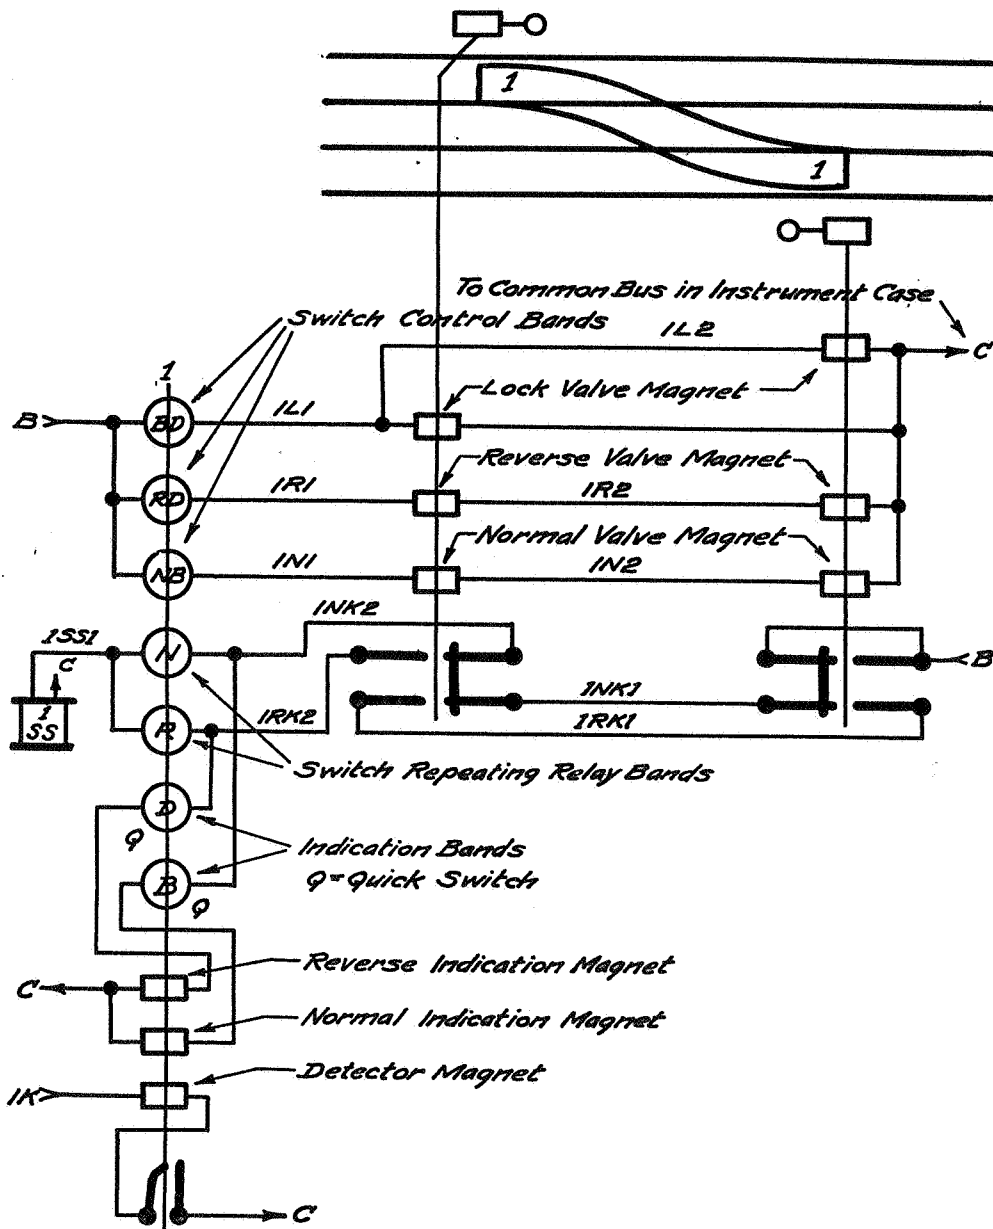 1
1
To Common Bus in Instrument Case
Switch Control Bands
1L2
C
Lock Valve Magnet
1
B
BD
1L1
Reverse Valve Magnet
RD
1R1
1R2
Normal Valve Magnet
NB
1N1
1N2
1NK2
1SS1
C
N
B
1
SS
1NK1
R
1RK2
1RK1
Switch Repeating Relay Bands
D
Q
Indication Bands
Q=Quick Switch
B
Q
Reverse Indication Magnet
C
Normal Indication Magnet
Detector Magnet
1K
C